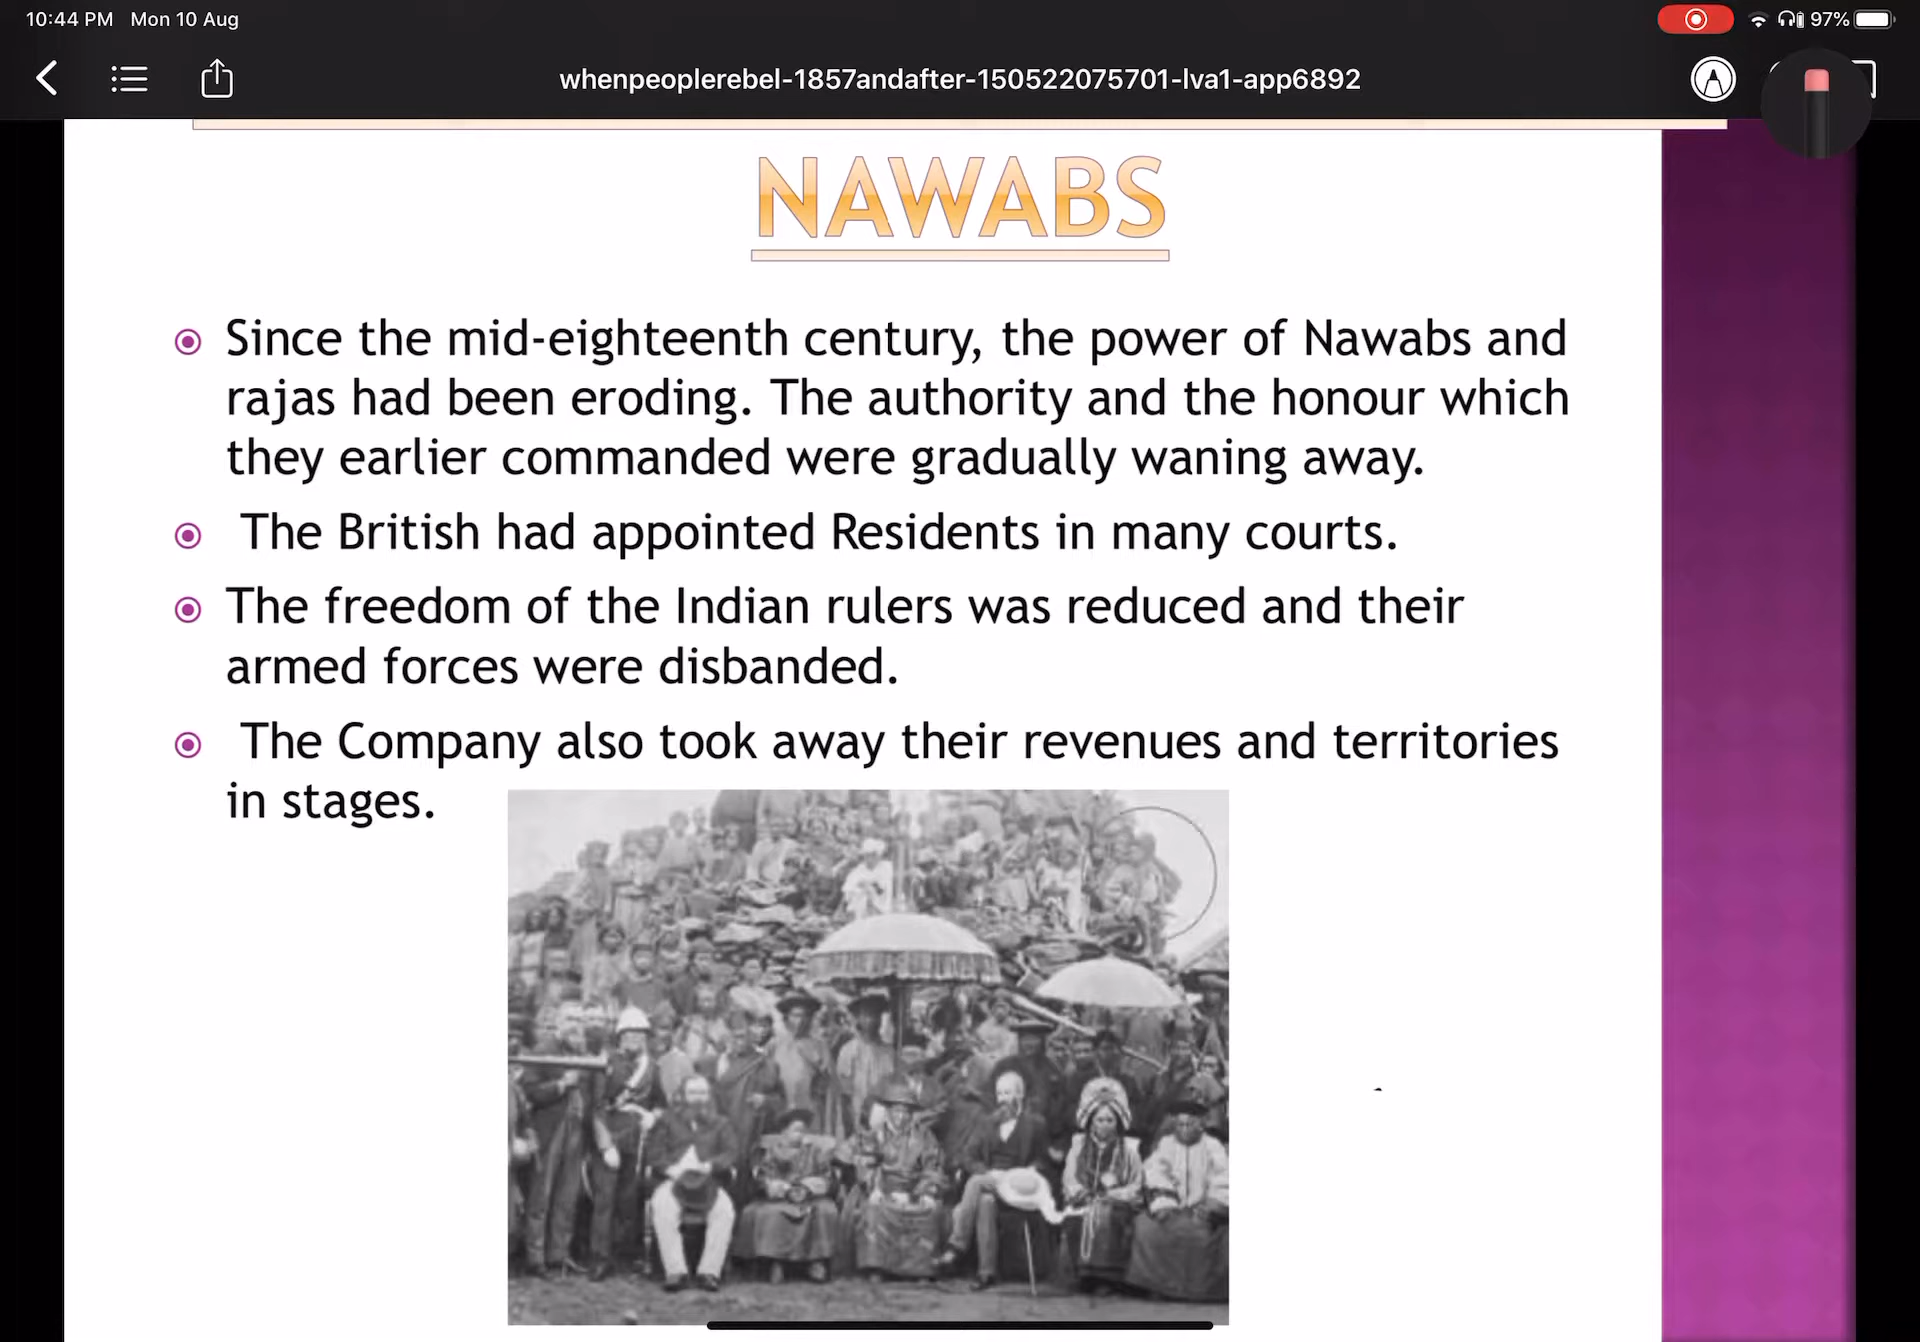 10:44 PM Mon 10 Aug
97%
whenpeoplerebel-1857andafter-150522075701-lva1-app6892
NAWABS
Since the mid-eighteenth century, the power of Nawabs and
rajas had been eroding. The authority and the honour which
they earlier commanded were gradually waning away.
The British had appointed Residents in many courts.
The freedom of the Indian rulers was reduced and their
armed forces were disbanded.
The Company also took away their revenues and territories
in stages.